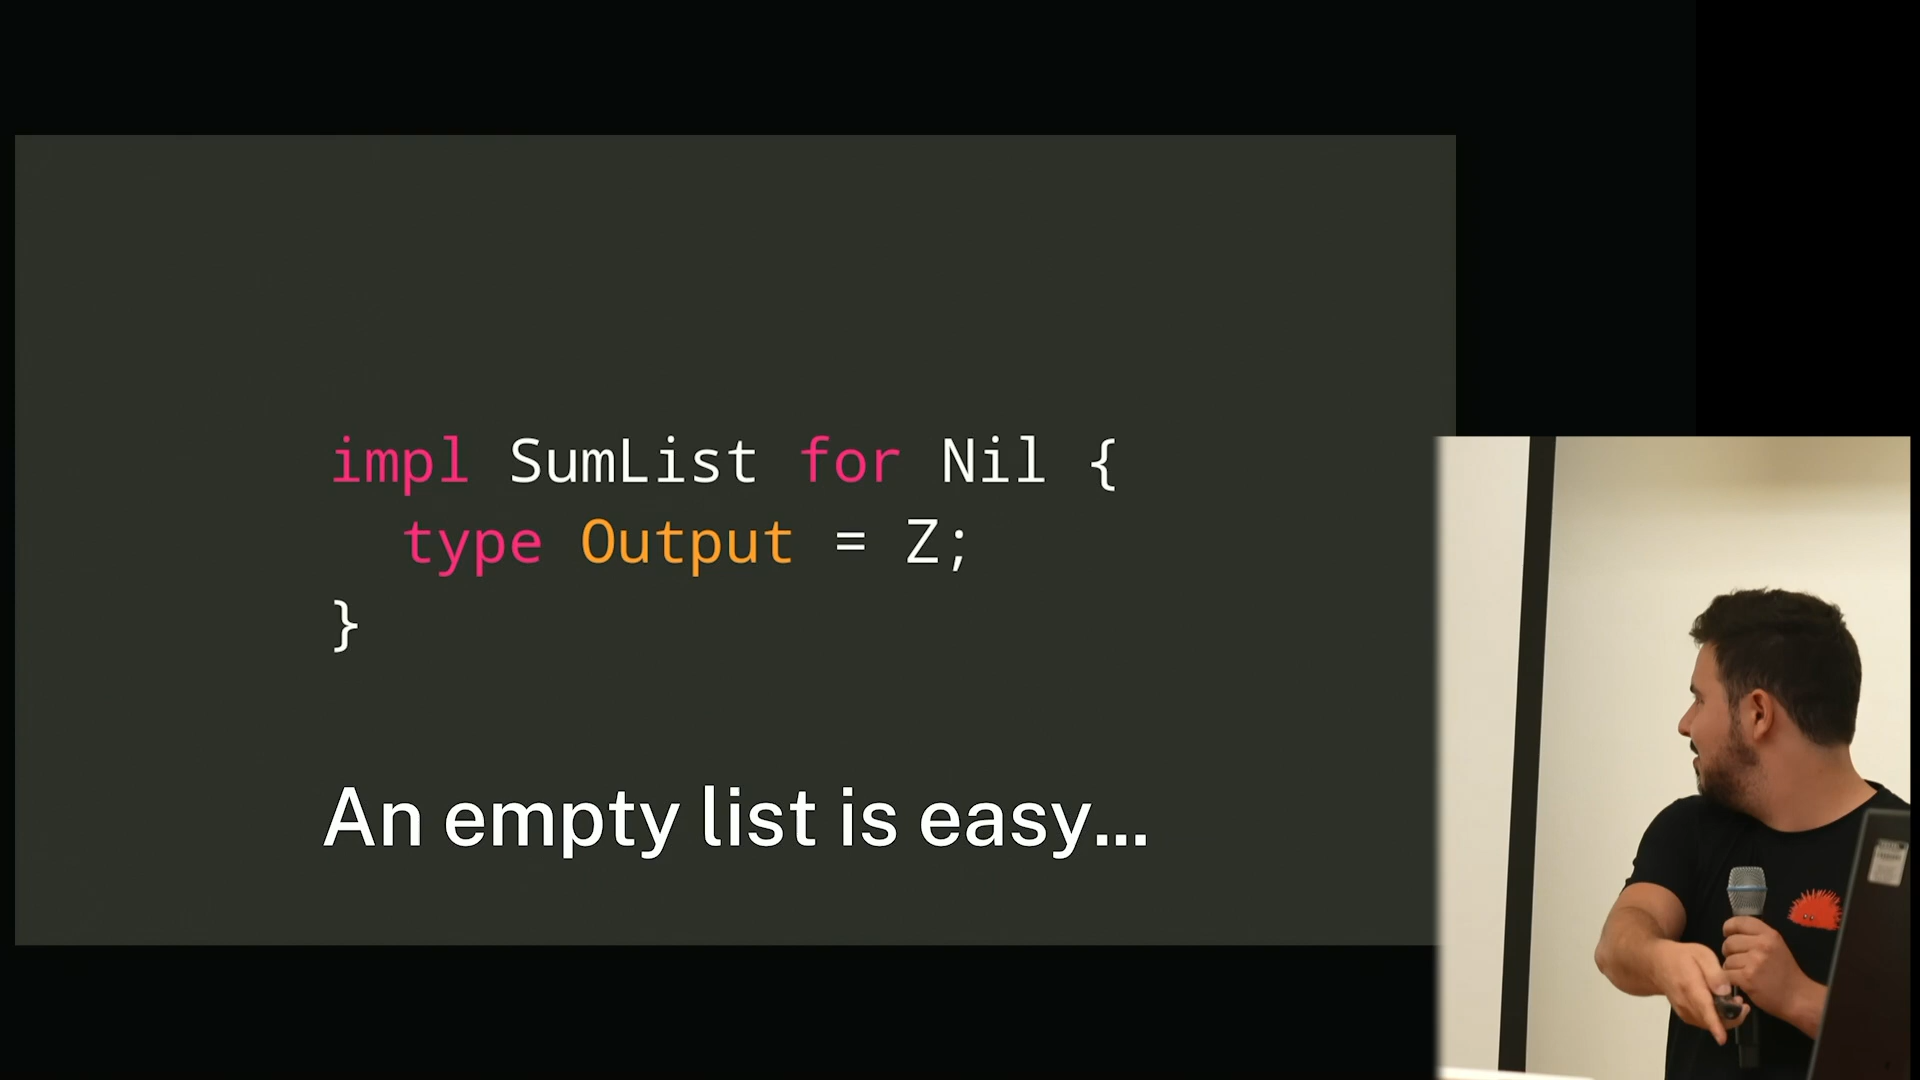 impl SumList for Nil {
type Output = Z;
}
An empty list is easy...